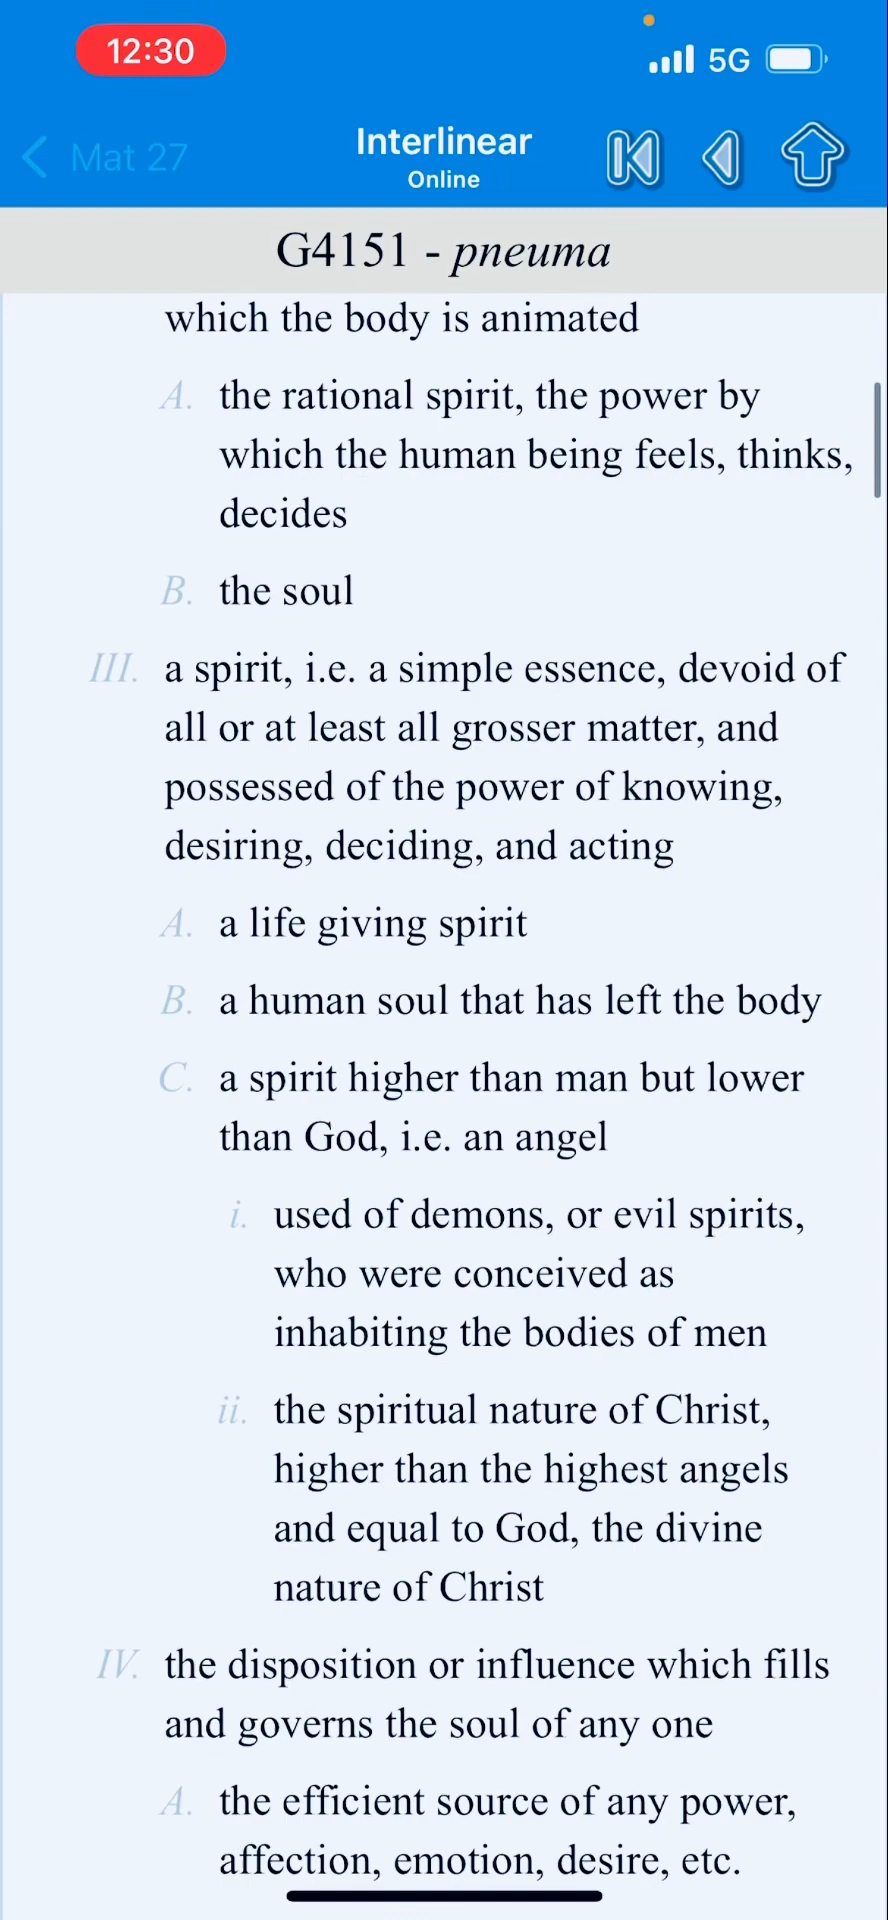 12:30
5G
Mat 27
Interlinear
Online
G4151 - pneuma
which the body is animated
A. the rational spirit, the power by
which the human being feels, thinks,
decides
B. the soul
III. a spirit, i.e. a simple essence, devoid of
all or at least all grosser matter, and
possessed of the power of knowing,
desiring, deciding, and acting
A. a life giving spirit
B. a human soul that has left the body
C. a spirit higher than man but lower
than God, i.e. an angel
i. used of demons, or evil spirits,
who were conceived as
inhabiting the bodies of men
ii. the spiritual nature of Christ,
higher than the highest angels
and equal to God, the divine
nature of Christ
IV. the disposition or influence which fills
and governs the soul of any one
A. the efficient source of any power,
affection, emotion, desire, etc.